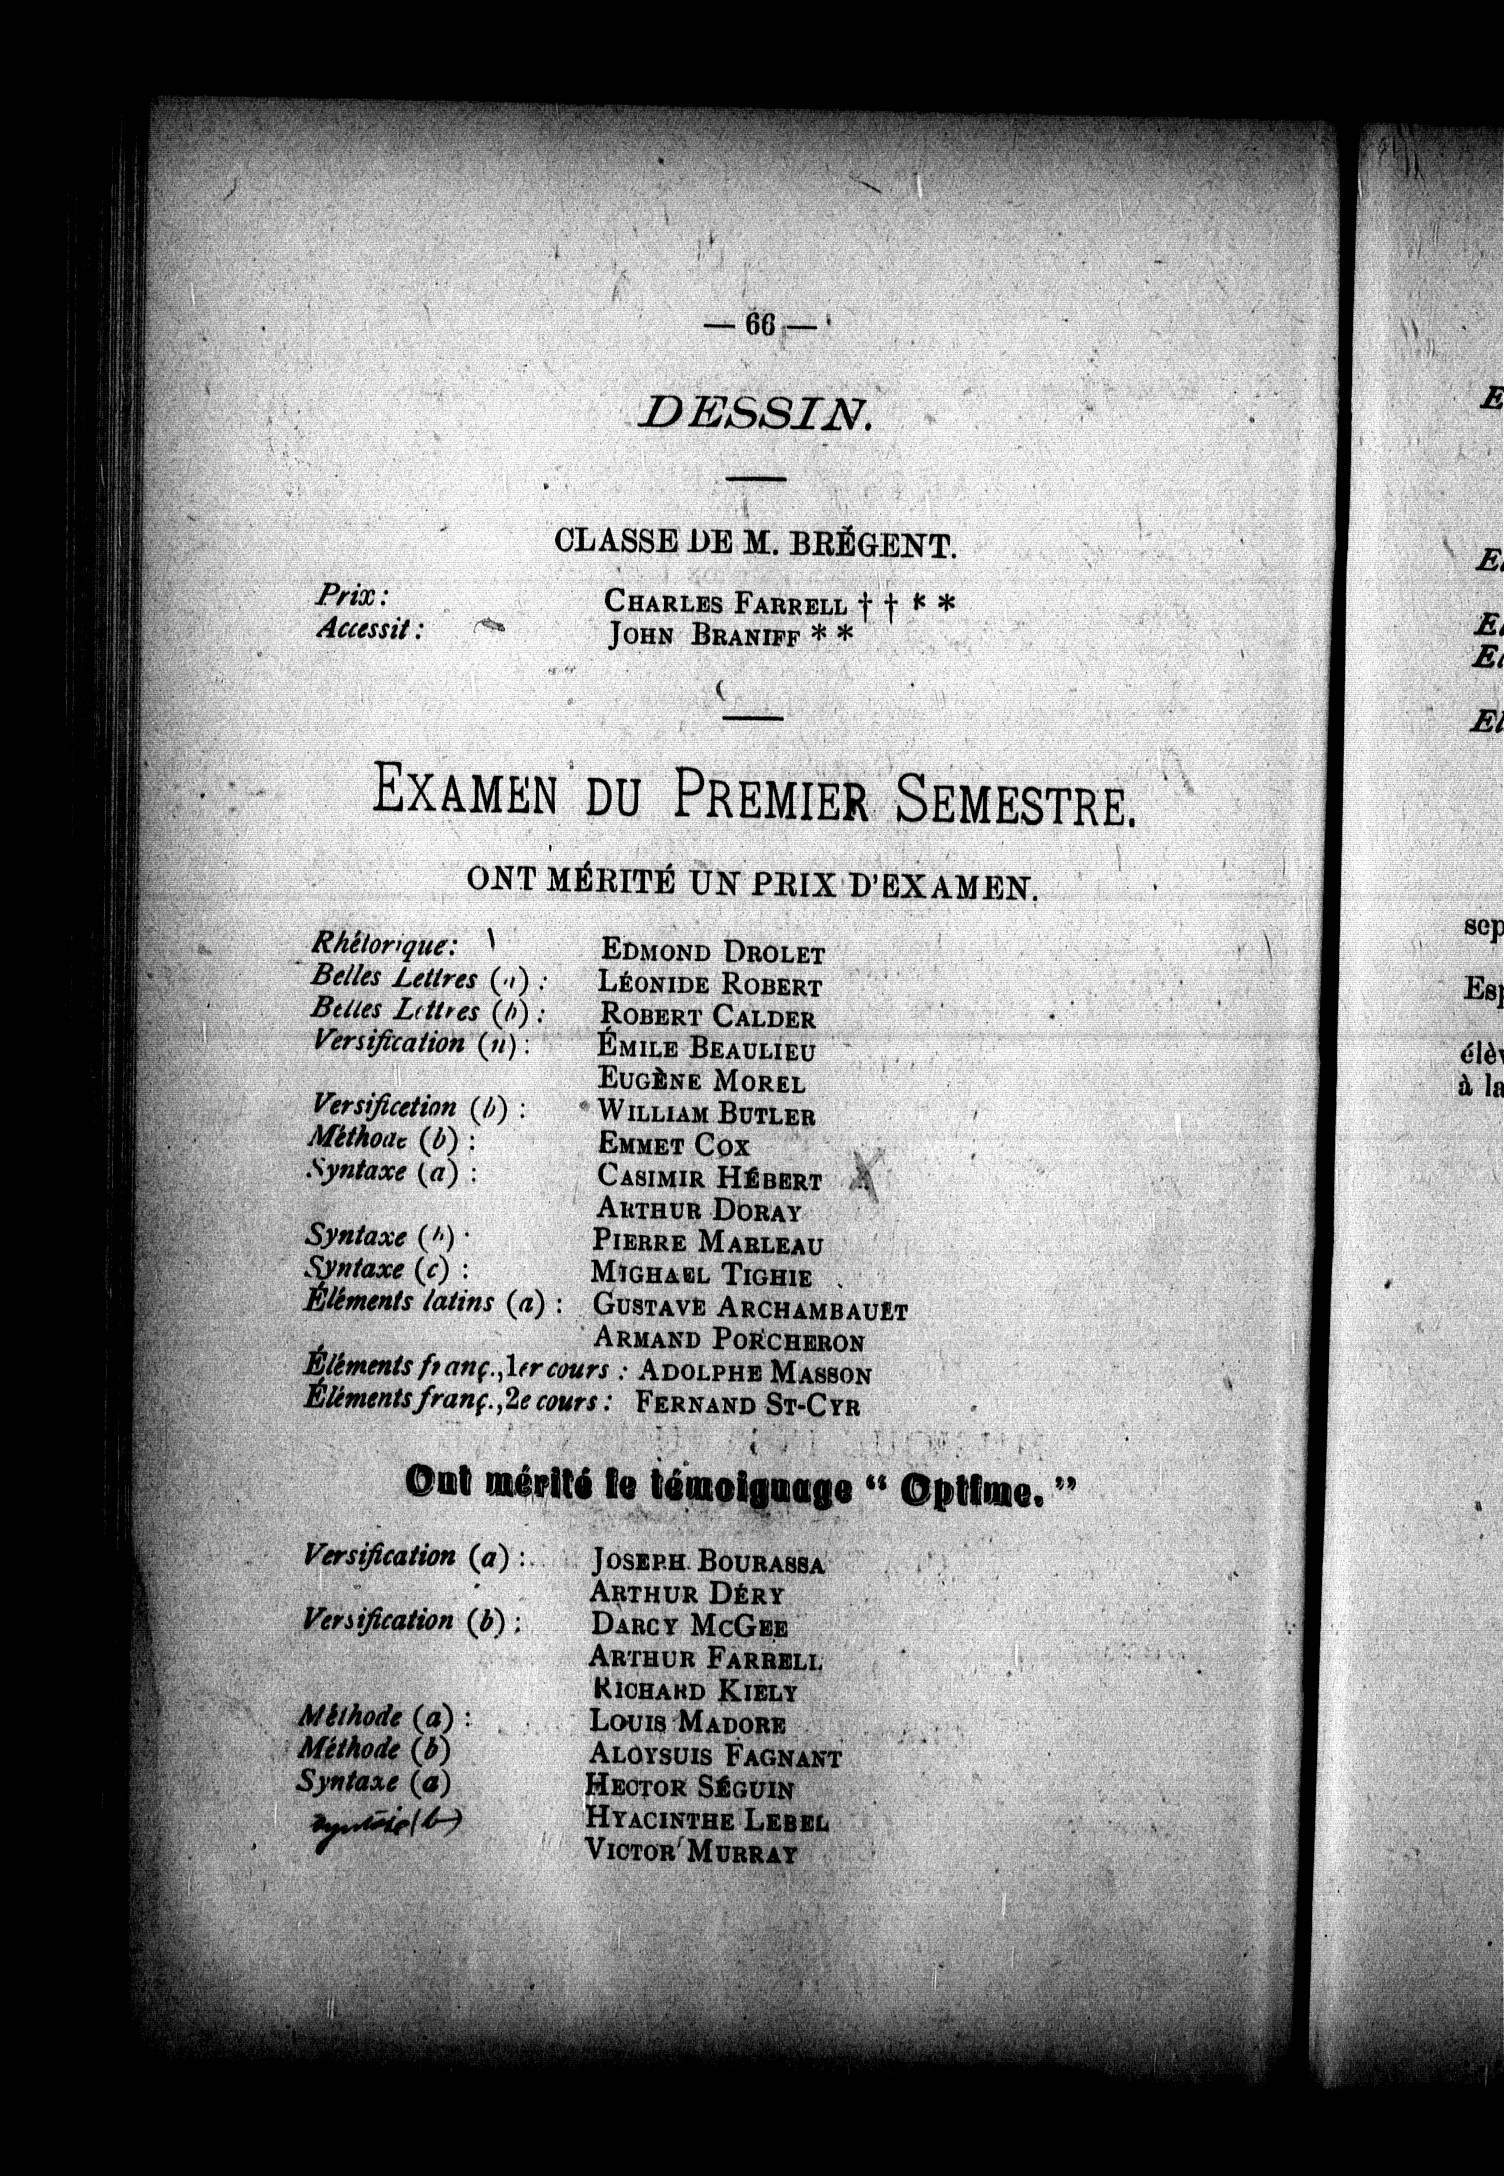 — 66 —
DESSIN.
CLASSE DE M. BRÉGENT.
Prix: CHARLES FARRELL † † * *
Accessit: JOHN BRANIFF * *
EXAMEN DU PREMIER SEMESTRE.
ONT MÉRITÉ UN PRIX D'EXAMEN.
Rhétorique: EDMOND DROLET
Belles Lettres (a): LÉONIDE ROBERT
Belles Lettres (b): ROBERT CALDER
Versification (a): ÉMILE BEAULIEU
EUGÈNE MOREL
Versificetion (b): WILLIAM BUTLER
Méthode (b): EMMET COX
Syntaxe (a): CASIMIR HÉBERT
ARTHUR DORAY
Syntaxe (b): PIERRE MARLEAU
Syntaxe (c): MIGHAEL TIGHIE
Éléments latins (a): GUSTAVE ARCHAMBAULT
ARMAND PORCHERON
Éléments franç., 1er cours: ADOLPHE MASSON
Éléments franç., 2e cours: FERNAND ST-CYR
Ont mérité le témoignage “ Optime. ”
Versification (a): JOSEPH BOURASSA
ARTHUR DÉRY
Versification (b): DARCY MCGEE
ARTHUR FARRELL
RICHARD KIELY
Méthode (a): LOUIS MADORE
Méthode (b) ALOYSUIS FAGNANT
Syntaxe (a) HECTOR SÉGUIN
(b) HYACINTHE LEBEL
VICTOR MURRAY